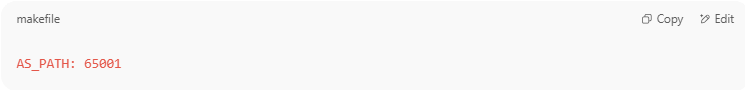 makefile
Copy
Edit
AS_PATH: 65001